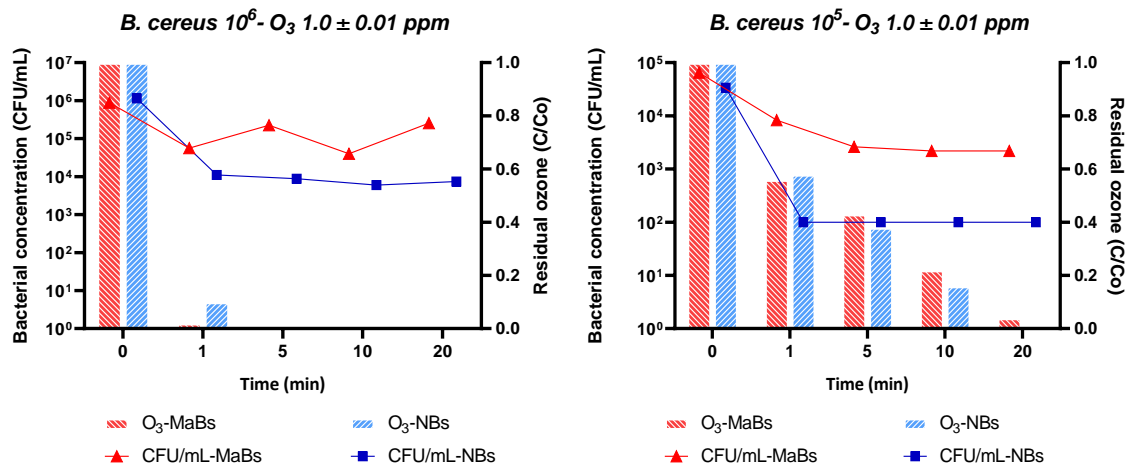 B. cereus 10⁶- O₃ 1.0 ± 0.01 ppm
Bacterial concentration (CFU/mL)
10⁷
10⁶
10⁵
10⁴
10³
10²
10¹
10⁰
1.0
0.8
0.6
0.4
0.2
0.0
Residual ozone (C/Co)
0 1 5 10 20
Time (min)
O₃-MaBs O₃-NBs
CFU/mL-MaBs CFU/mL-NBs
B. cereus 10⁵- O₃ 1.0 ± 0.01 ppm
Bacterial concentration (CFU/mL)
10⁵
10⁴
10³
10²
10¹
10⁰
1.0
0.8
0.6
0.4
0.2
0.0
Residual ozone (C/Co)
0 1 5 10 20
Time (min)
O₃-MaBs O₃-NBs
CFU/mL-MaBs CFU/mL-NBs